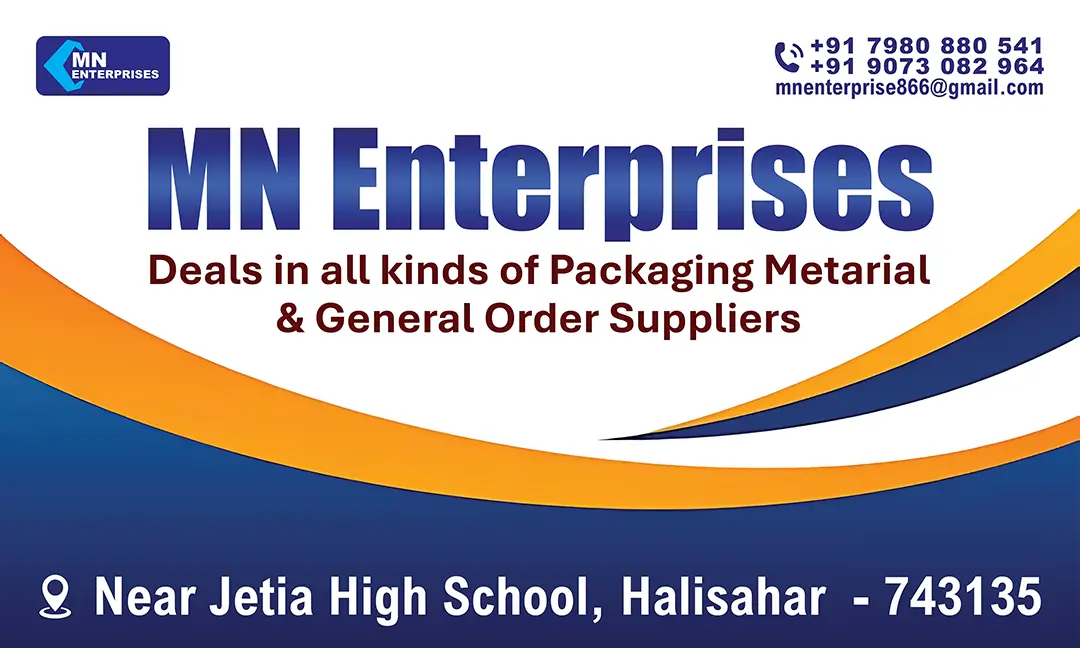 MN
ENTERPRISES
+91 7980 880 541
+91 9073 082 964
mnenterprise866@gmail.com
MN Enterprises
Deals in all kinds of Packaging Metarial
& General Order Suppliers
Near Jetia High School, Halisahar - 743135